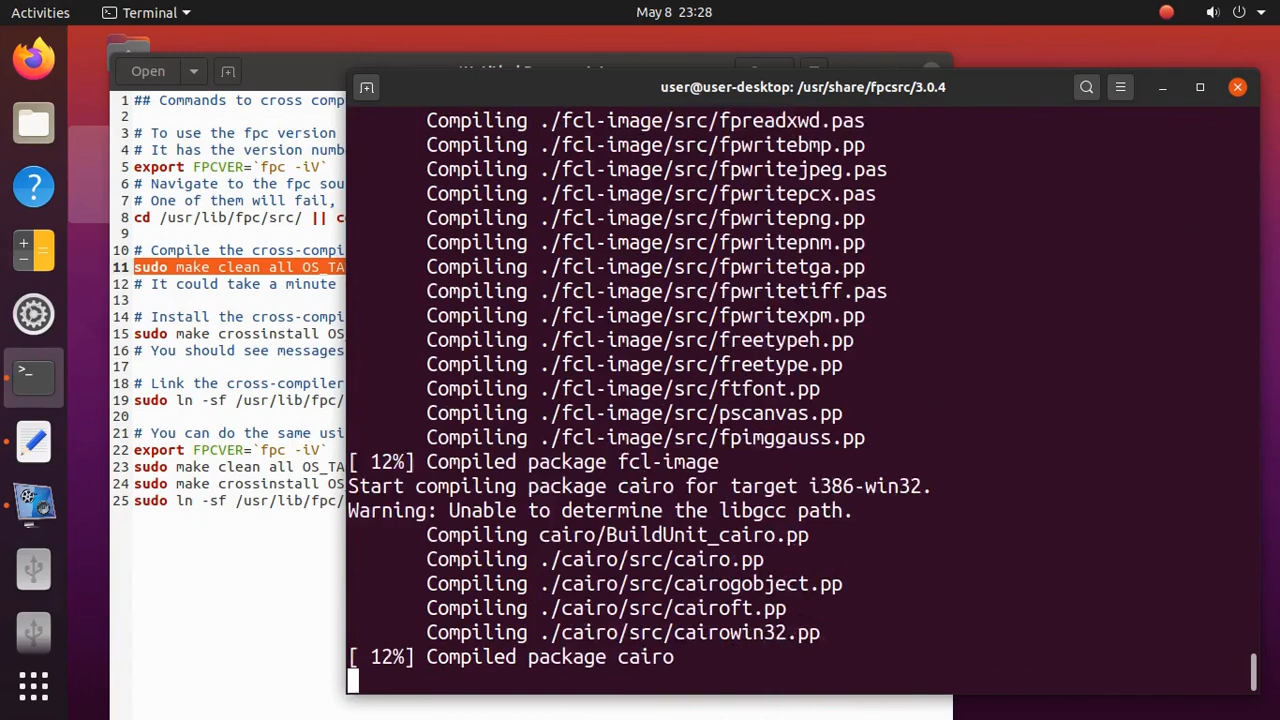 Activities
Terminal
May 8 23:28
Open
user@user-desktop: /usr/share/fpcsrc/3.0.4
1 ## Commands to cross comp
2
3 # To use the fpc version
4 # It has the version numb
5 export FPCVER=`fpc -iV`
6 # Navigate to the fpc sou
7 # One of them will fail,
8 cd /usr/lib/fpc/src/ || c
9
10 # Compile the cross-compi
11 sudo make clean all OS_TA
12 # It could take a minute
13
14 # Install the cross-compi
15 sudo make crossinstall OS
16 # You should see messages
17
18 # Link the cross-compiler
19 sudo ln -sf /usr/lib/fpc/
20
21 # You can do the same usi
22 export FPCVER=`fpc -iV`
23 sudo make clean all OS_TA
24 sudo make crossinstall OS
25 sudo ln -sf /usr/lib/fpc/
Compiling ./fcl-image/src/fpreadxwd.pas
Compiling ./fcl-image/src/fpwritebmp.pp
Compiling ./fcl-image/src/fpwritejpeg.pas
Compiling ./fcl-image/src/fpwritepcx.pas
Compiling ./fcl-image/src/fpwritepng.pp
Compiling ./fcl-image/src/fpwritepnm.pp
Compiling ./fcl-image/src/fpwritetga.pp
Compiling ./fcl-image/src/fpwritetiff.pas
Compiling ./fcl-image/src/fpwritexpm.pp
Compiling ./fcl-image/src/freetypeh.pp
Compiling ./fcl-image/src/freetype.pp
Compiling ./fcl-image/src/ftfont.pp
Compiling ./fcl-image/src/pscanvas.pp
Compiling ./fcl-image/src/fpimggauss.pp
[ 12%] Compiled package fcl-image
Start compiling package cairo for target i386-win32.
Warning: Unable to determine the libgcc path.
Compiling cairo/BuildUnit_cairo.pp
Compiling ./cairo/src/cairo.pp
Compiling ./cairo/src/cairogobject.pp
Compiling ./cairo/src/cairoft.pp
Compiling ./cairo/src/cairowin32.pp
[ 12%] Compiled package cairo